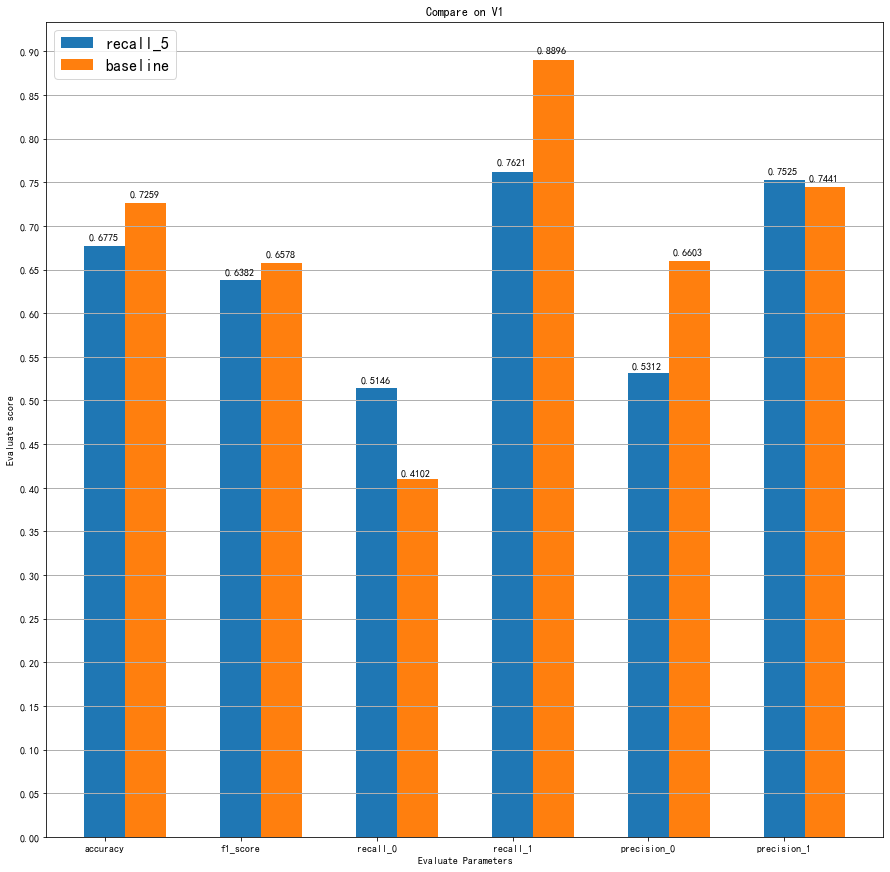 Compare on V1
recall_5
baseline
0.90
0.85
0.80
0.75
0.70
0.65
0.60
0.55
0.50
0.45
0.40
0.35
0.30
0.25
0.20
0.15
0.10
0.05
0.00
Evaluate score
0.6775
0.7259
0.6382
0.6578
0.5146
0.4102
0.7621
0.8896
0.5312
0.6603
0.7525
0.7441
accuracy
f1_score
recall_0
recall_1
precision_0
precision_1
Evaluate Parameters